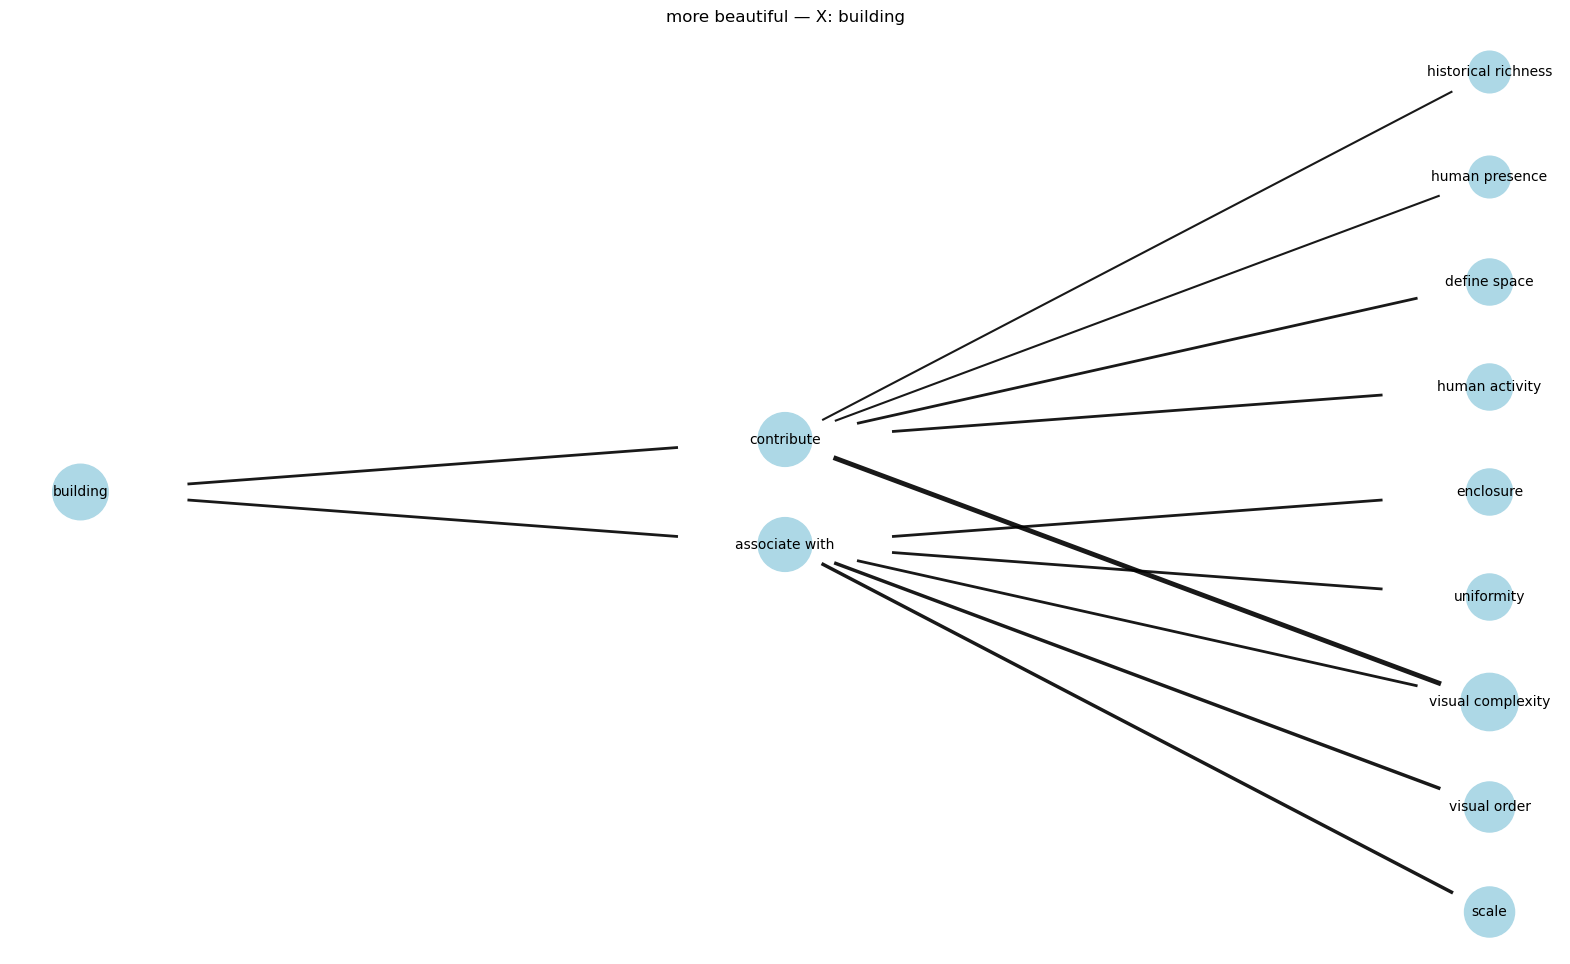 more beautiful — X: building
historical richness
human presence
define space
human activity
contribute
building
enclosure
associate with
uniformity
visual complexity
visual order
scale